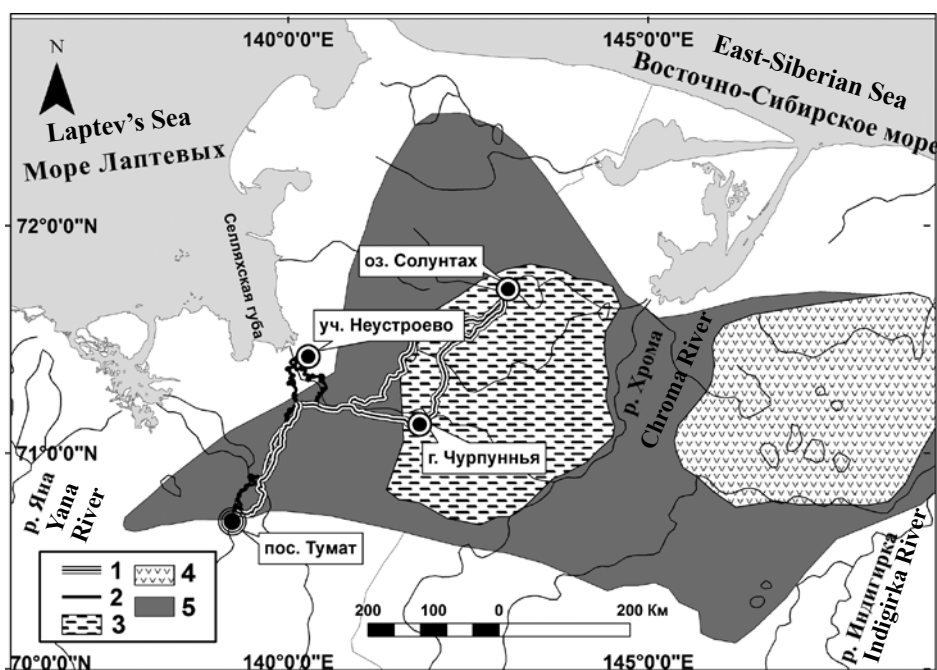 140°0'0"E
145°0'0"E
N
East-Siberian Sea
Восточно-Сибирское море
Laptev's Sea
Море Лаптевых
72°0'0"N
Селляхская губа
оз. Солунтах
уч. Неустроево
р. Хрома
Chroma River
71°0'0"N
г. Чурпуннья
р. Яна
Yana
River
пос. Тумат
р. Индигирка
Indigirka River
1
2
3
4
5
200
100
0
200 Км
70°0'0"N
140°0'0"E
145°0'0"E